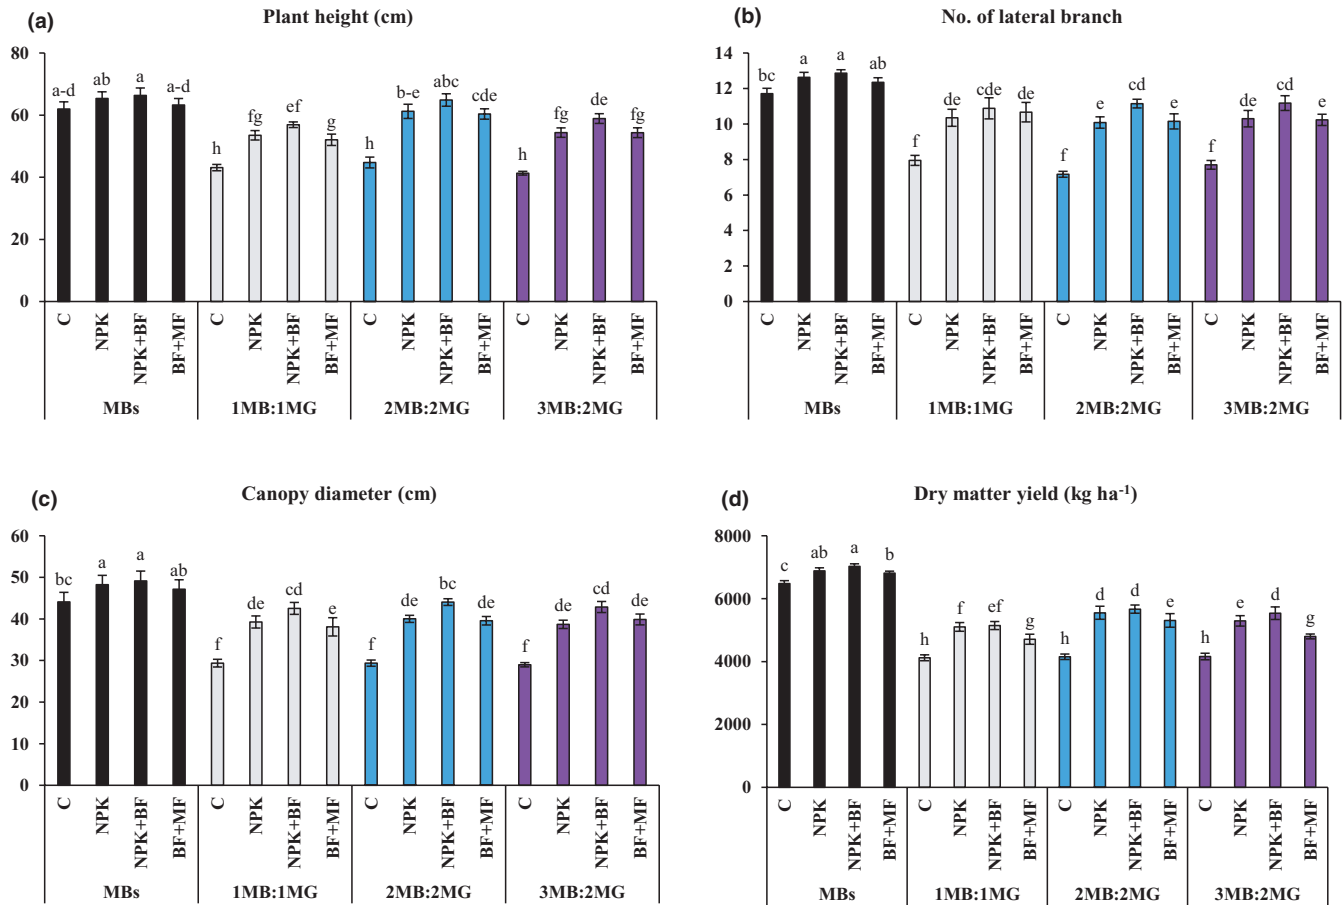 (a) Plant height (cm)
80
60
40
20
0
a-d ab a a-d
h fg ef g
h b-e abc cde
h fg de fg
C NPK NPK+BF BF+MF C NPK NPK+BF BF+MF C NPK NPK+BF BF+MF C NPK NPK+BF BF+MF
MBs 1MB:1MG 2MB:2MG 3MB:2MG
(b) No. of lateral branch
14
12
10
8
6
4
2
0
bc a a ab
f de cde de
f e cd e
f de cd e
C NPK NPK+BF BF+MF C NPK NPK+BF BF+MF C NPK NPK+BF BF+MF C NPK NPK+BF BF+MF
MBs 1MB:1MG 2MB:2MG 3MB:2MG
(c) Canopy diameter (cm)
60
50
40
30
20
10
0
bc a a ab
f de cd e
f de bc de
f de cd de
C NPK NPK+BF BF+MF C NPK NPK+BF BF+MF C NPK NPK+BF BF+MF C NPK NPK+BF BF+MF
MBs 1MB:1MG 2MB:2MG 3MB:2MG
(d) Dry matter yield (kg ha⁻¹)
8000
6000
4000
2000
0
c ab a b
h f ef g
h d d e
h e d g
C NPK NPK+BF BF+MF C NPK NPK+BF BF+MF C NPK NPK+BF BF+MF C NPK NPK+BF BF+MF
MBs 1MB:1MG 2MB:2MG 3MB:2MG